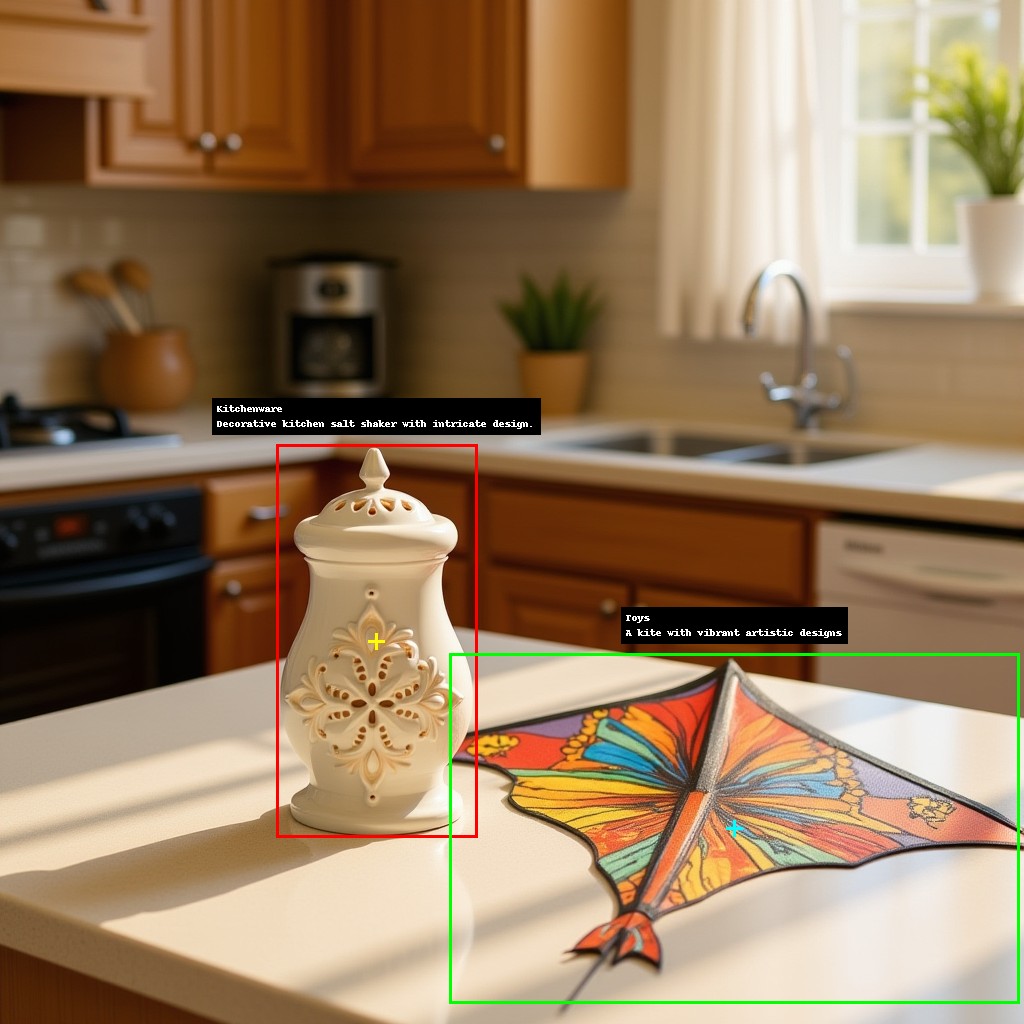 Kitchenware
Decorative kitchen salt shaker with intricate design.
Toys
A kite with vibrant artistic designs